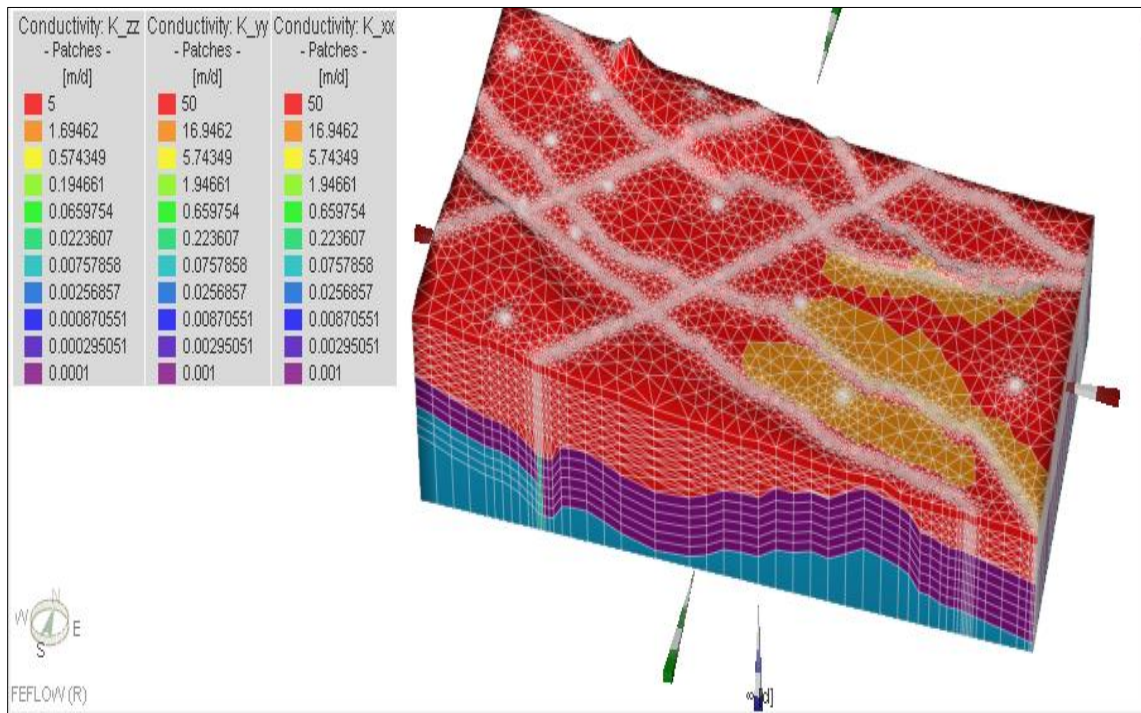 Conductivity: K_zz
- Patches -
[m/d]
5
1.69462
0.574349
0.194661
0.0659754
0.0223607
0.00757858
0.00256857
0.000870551
0.000295051
0.0001
Conductivity: K_yy
- Patches -
[m/d]
50
16.9462
5.74349
1.94661
0.659754
0.223607
0.0757858
0.0256857
0.00870551
0.00295051
0.001
Conductivity: K_xx
- Patches -
[m/d]
50
16.9462
5.74349
1.94661
0.659754
0.223607
0.0757858
0.0256857
0.00870551
0.00295051
0.001
N
W
E
S
FEFLOW (R)
[d]